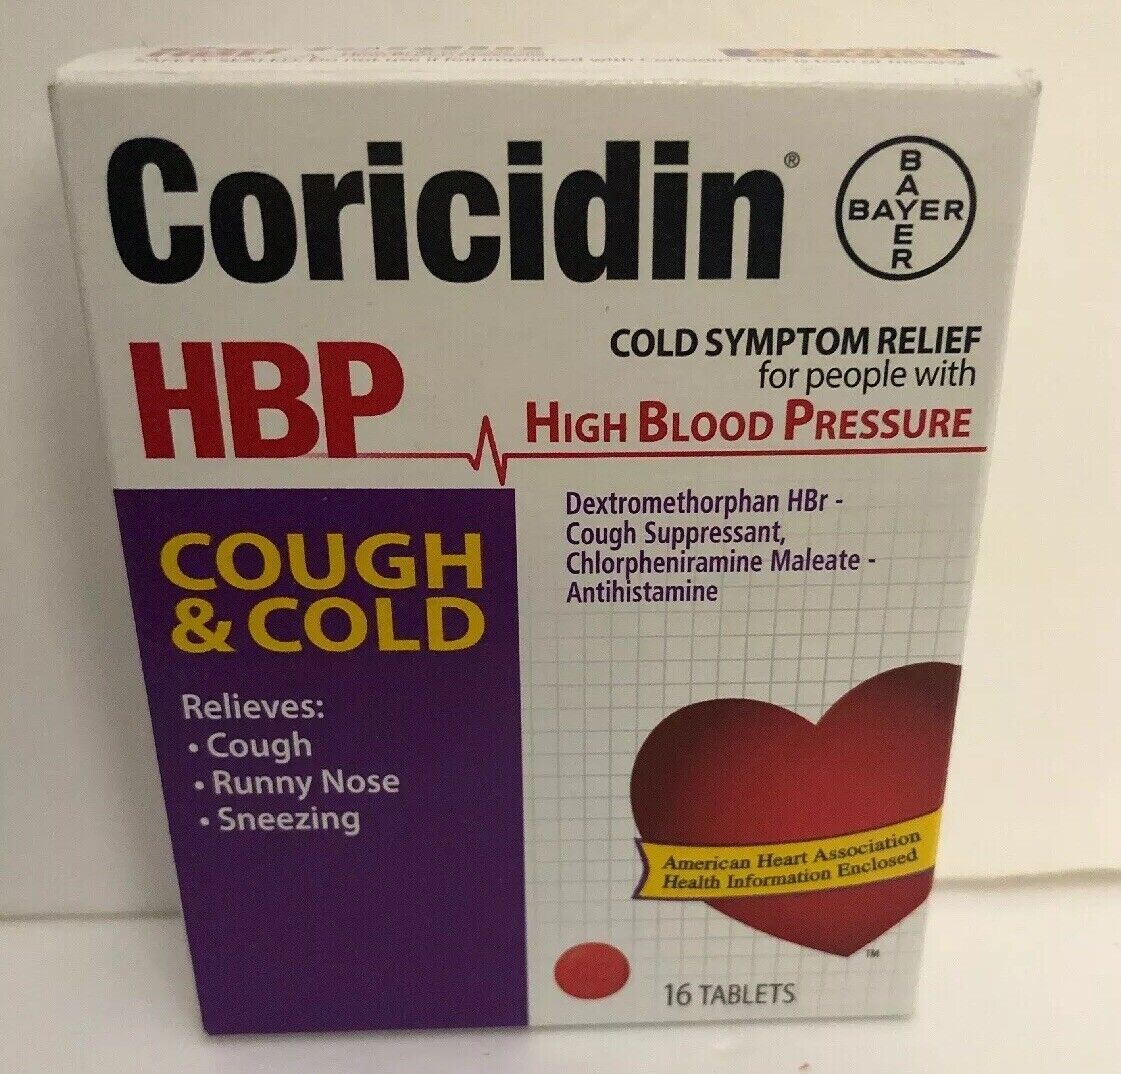 Coricidin®
BAYER
BAYER
HBP
COLD SYMPTOM RELIEF
for people with
HIGH BLOOD PRESSURE
Dextromethorphan HBr -
Cough Suppressant,
Chlorpheniramine Maleate -
Antihistamine
COUGH
& COLD
Relieves:
• Cough
• Runny Nose
• Sneezing
American Heart Association
Health Information Enclosed
TM
16 TABLETS